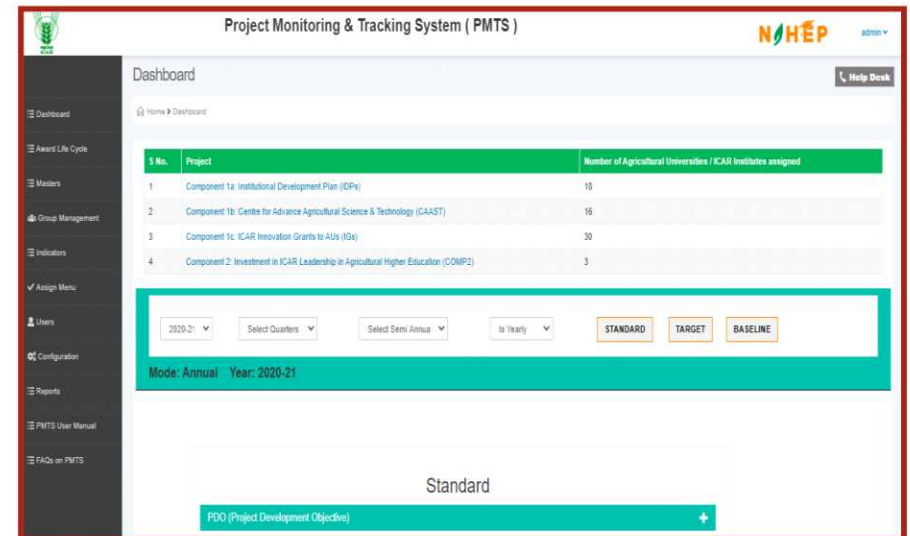 Project Monitoring & Tracking System ( PMTS )
NAHEP
admin
ICAR
Dashboard
Help Desk
Home > Dashboard
Dashboard
Award Life Cycle
Masters
Group Management
Indicators
Assign Menu
Users
Configuration
Reports
PMTS User Manual
FAQs on PMTS
S No. Project Number of Agricultural Universities / ICAR Institutes assigned
1 Component 1a: Institutional Development Plan (IDPs) 18
2 Component 1b: Centre for Advance Agricultural Science & Technology (CAAST) 16
3 Component 1c: ICAR Innovation Grants to AUs (IGs) 30
4 Component 2: Investment in ICAR Leadership in Agricultural Higher Education (COMP2) 3
2020-21 Select Quarters Select Semi Annua Is Yearly STANDARD TARGET BASELINE
Mode: Annual Year: 2020-21
Standard
PDO (Project Development Objective) +